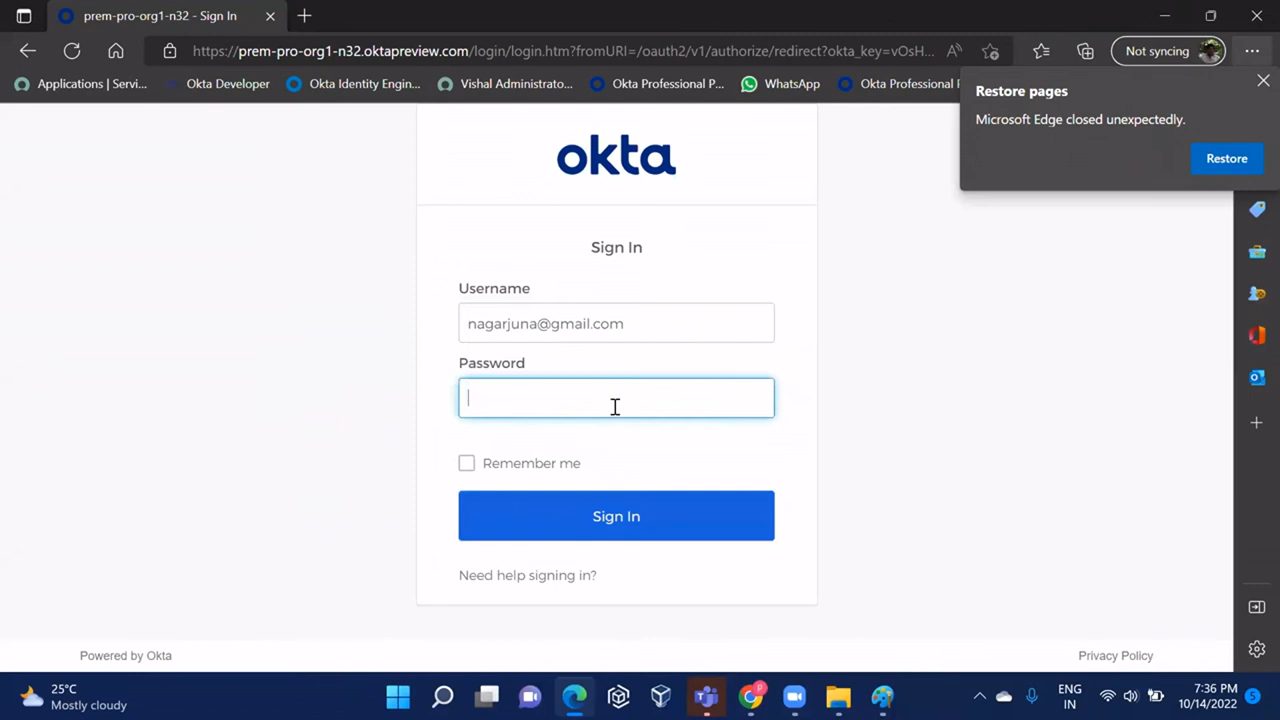 prem-pro-org1-n32 - Sign In
https://prem-pro-org1-n32.oktapreview.com/login/login.htm?fromURI=/oauth2/v1/authorize/redirect?okta_key=vOsH...
Not syncing
Applications | Servi...
Okta Developer
Okta Identity Engin...
Vishal Administrato...
Okta Professional P...
WhatsApp
Okta Professional
Restore pages
Microsoft Edge closed unexpectedly.
Restore
okta
Sign In
Username
nagarjuna@gmail.com
Password
Remember me
Sign In
Need help signing in?
Powered by Okta
Privacy Policy
25°C
Mostly cloudy
ENG
IN
7:36 PM
10/14/2022
5